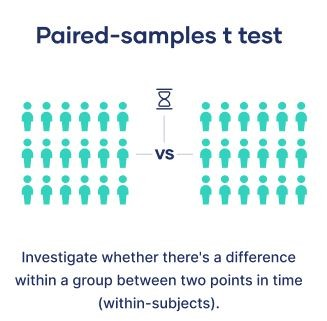 Paired-samples t test
vs
Investigate whether there's a difference
within a group between two points in time
(within-subjects).